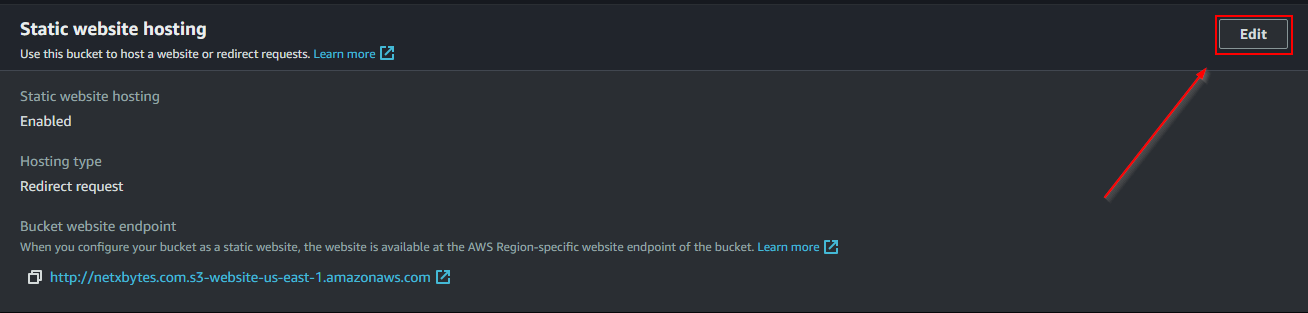 Static website hosting
Edit
Use this bucket to host a website or redirect requests. Learn more
Static website hosting
Enabled
Hosting type
Redirect request
Bucket website endpoint
When you configure your bucket as a static website, the website is available at the AWS Region-specific website endpoint of the bucket. Learn more
http://netxbytes.com.s3-website-us-east-1.amazonaws.com